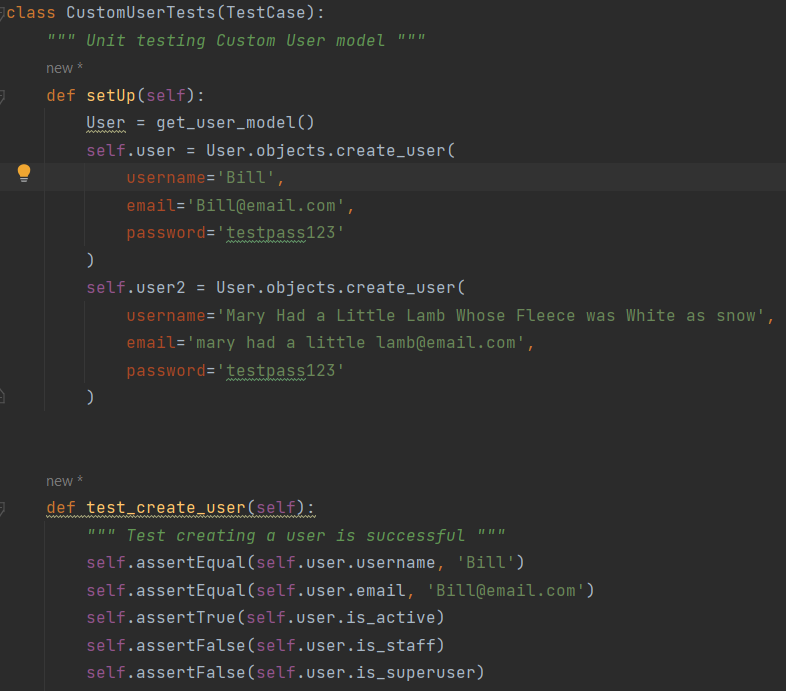 class CustomUserTests(TestCase):
""" Unit testing Custom User model """
new *
def setUp(self):
User = get_user_model()
self.user = User.objects.create_user(
username='Bill',
email='Bill@email.com',
password='testpass123'
)
self.user2 = User.objects.create_user(
username='Mary Had a Little Lamb Whose Fleece was White as snow',
email='mary had a little lamb@email.com',
password='testpass123'
)
new *
def test_create_user(self):
""" Test creating a user is successful """
self.assertEqual(self.user.username, 'Bill')
self.assertEqual(self.user.email, 'Bill@email.com')
self.assertTrue(self.user.is_active)
self.assertFalse(self.user.is_staff)
self.assertFalse(self.user.is_superuser)